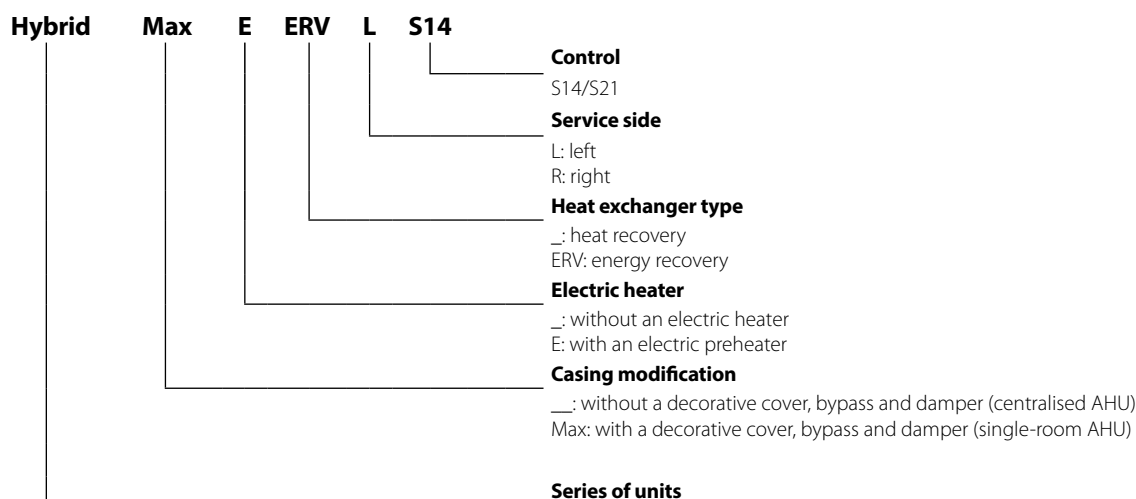 Hybrid Max E ERV L S14
Control
S14/S21
Service side
L: left
R: right
Heat exchanger type
_: heat recovery
ERV: energy recovery
Electric heater
_: without an electric heater
E: with an electric preheater
Casing modification
__: without a decorative cover, bypass and damper (centralised AHU)
Max: with a decorative cover, bypass and damper (single-room AHU)
Series of units